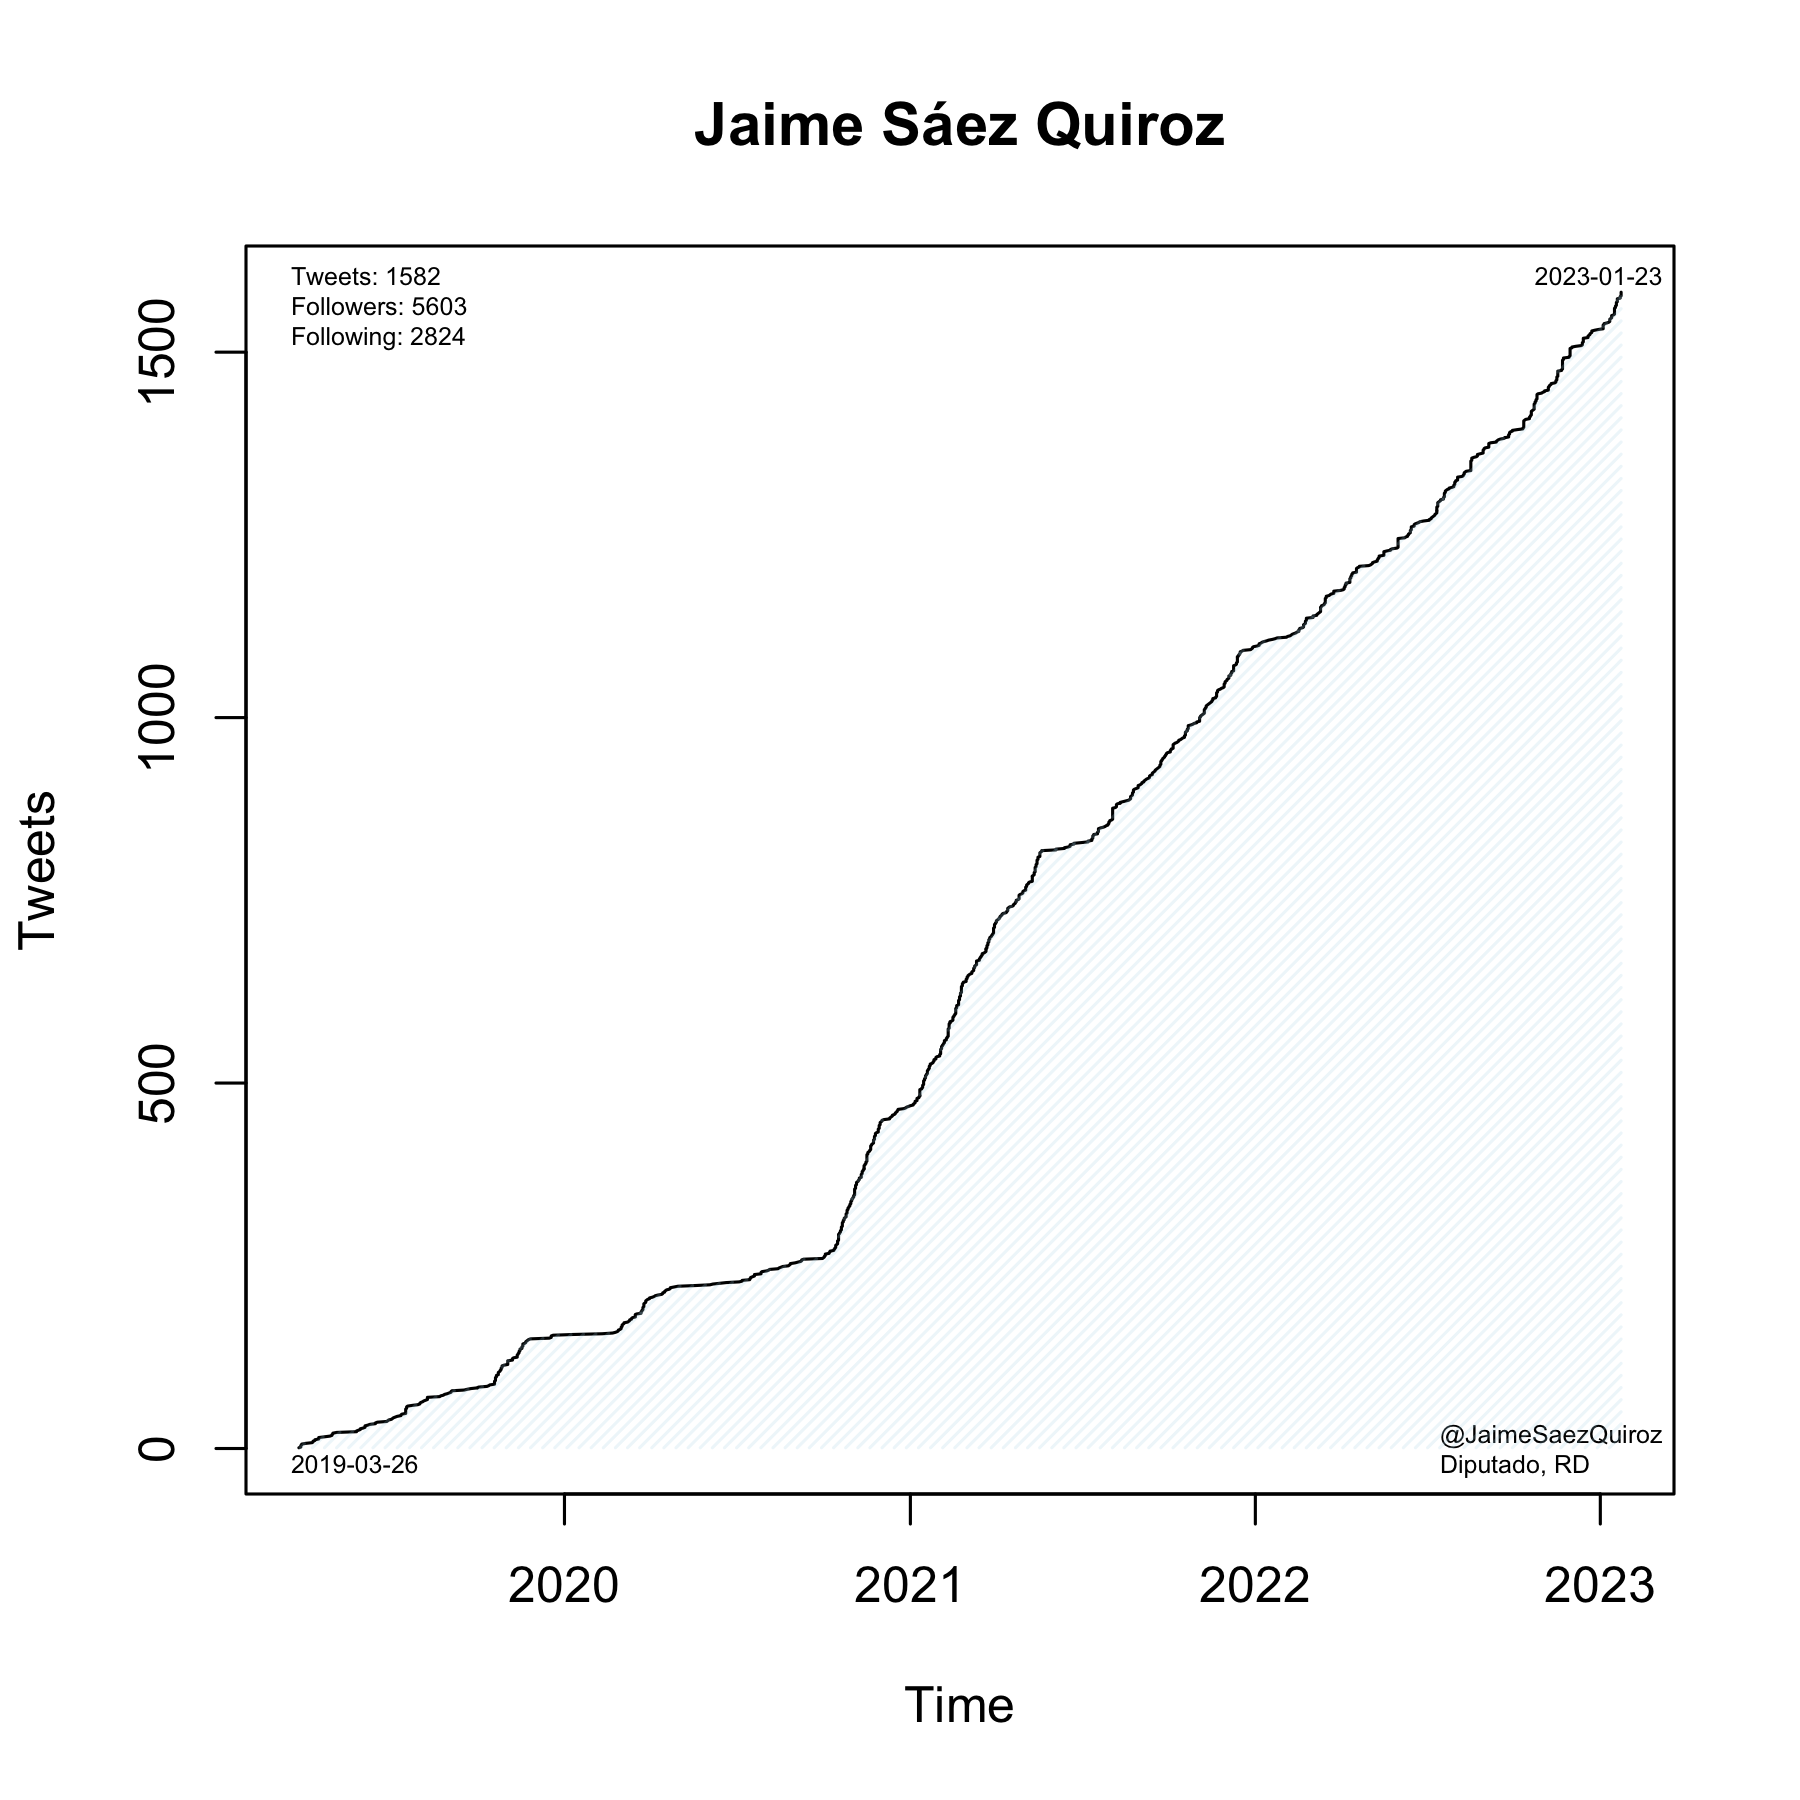 Jaime Sáez Quiroz
Tweets: 1582
Followers: 5603
Following: 2824
2023-01-23
1500
1000
500
0
Tweets
2019-03-26
@JaimeSaezQuiroz
Diputado, RD
2020
2021
2022
2023
Time